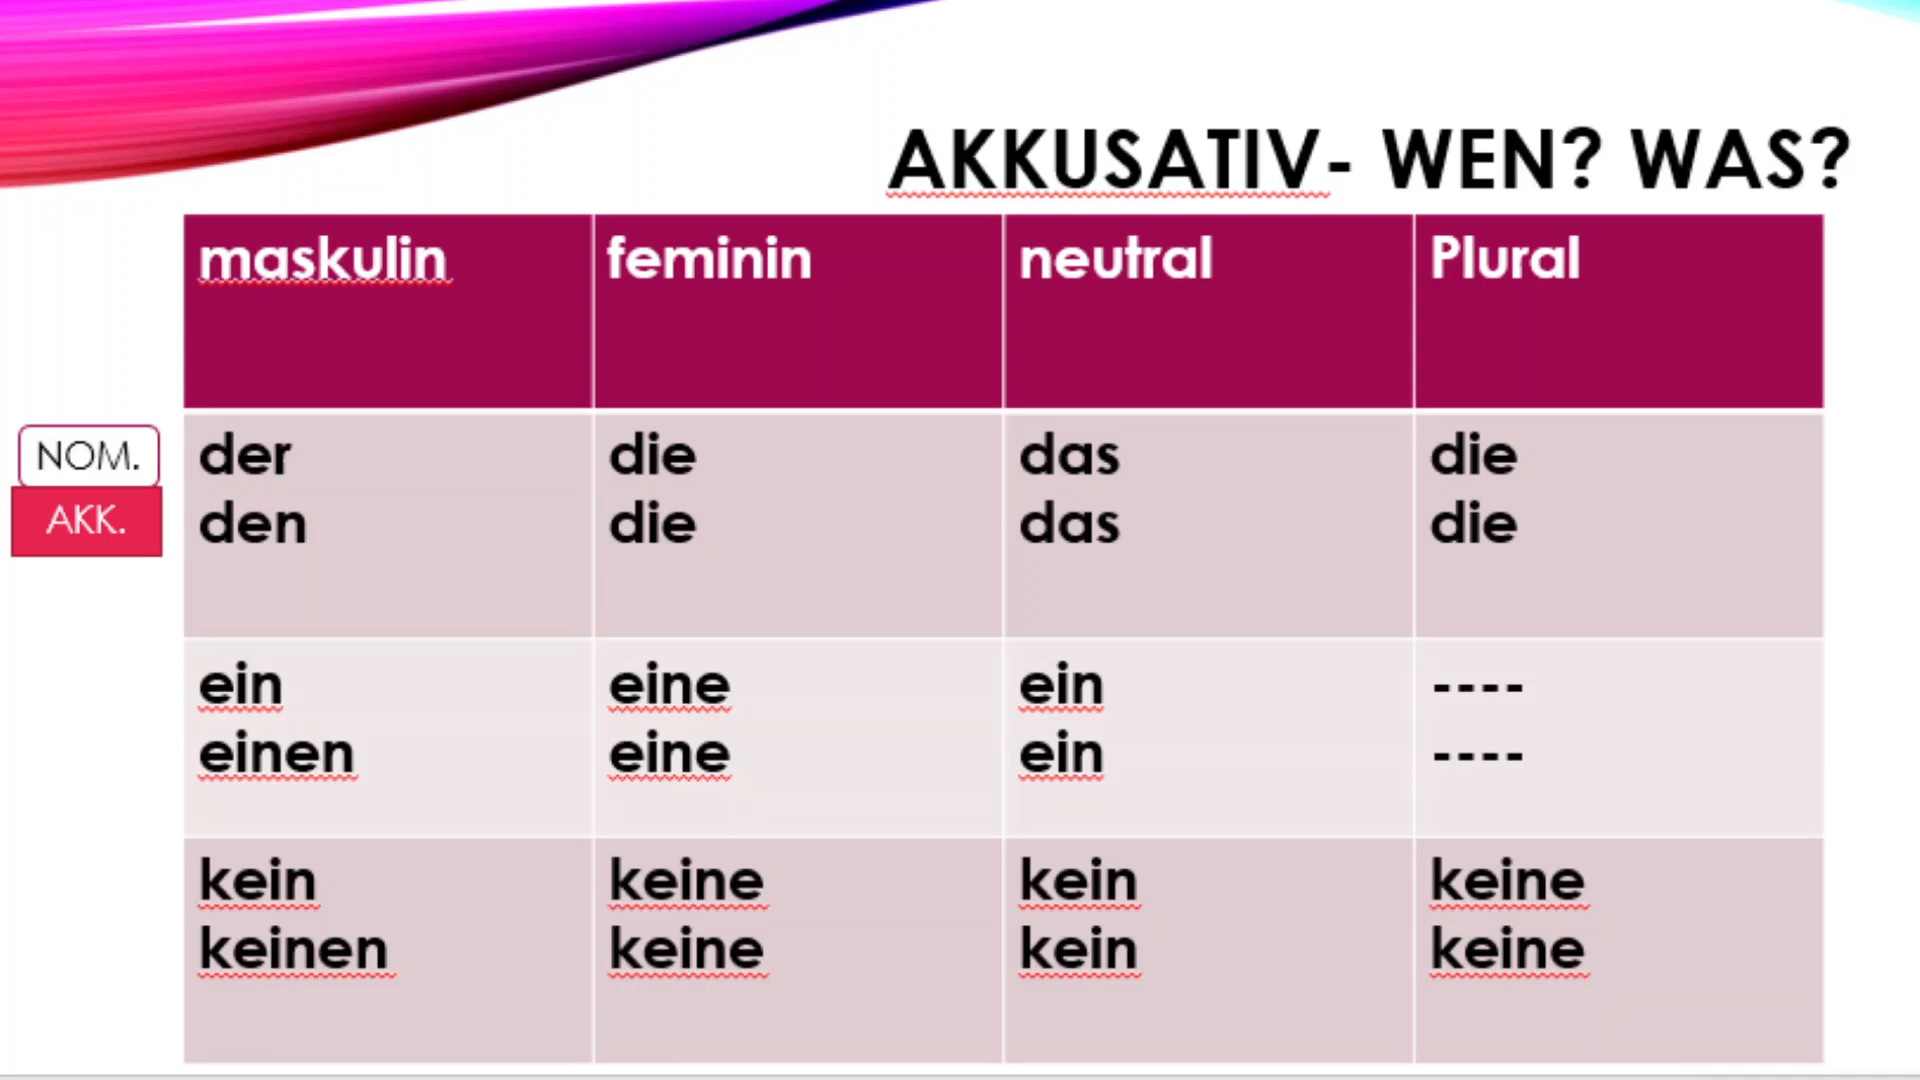 AKKUSATIV- WEN? WAS?
maskulin feminin neutral Plural
NOM. der die das die
AKK. den die das die
ein eine ein ----
einen eine ein ----
kein keine kein keine
keinen keine kein keine